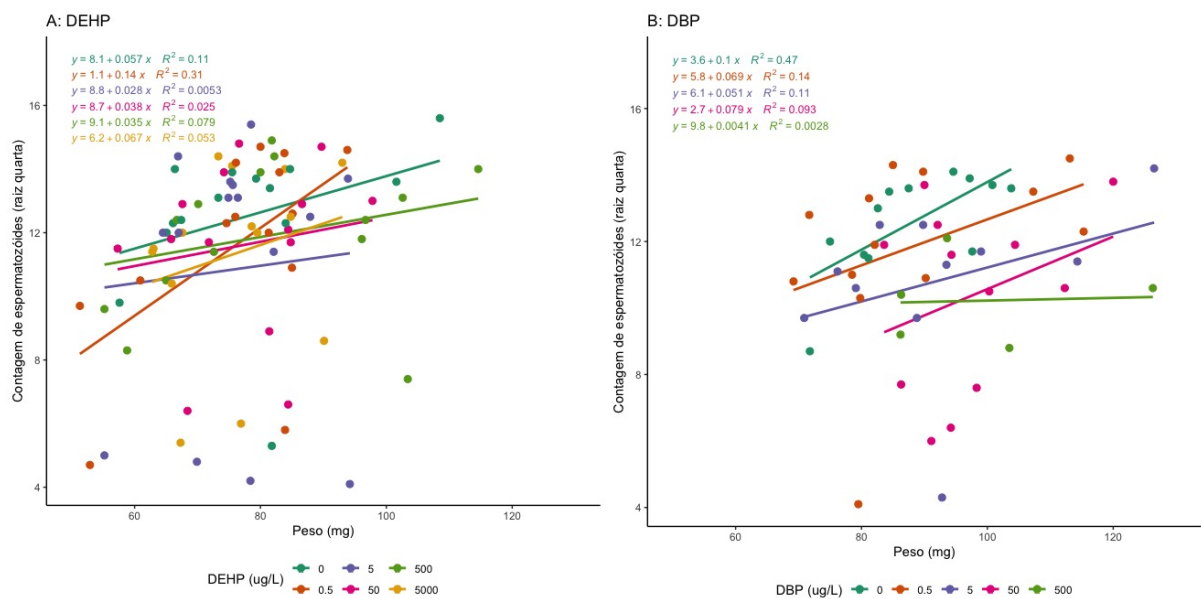 A: DEHP
y = 8.1 + 0.057 x R² = 0.11
y = 1.1 + 0.14 x R² = 0.31
y = 8.8 + 0.028 x R² = 0.0053
y = 8.7 + 0.038 x R² = 0.025
y = 9.1 + 0.035 x R² = 0.079
y = 6.2 + 0.067 x R² = 0.053
Contagem de espermatozóides (raiz quarta)
16
12
8
4
60 80 100 120
Peso (mg)
DEHP (ug/L) 0 5 500
0.5 50 5000
B: DBP
y = 3.6 + 0.1 x R² = 0.47
y = 5.8 + 0.069 x R² = 0.14
y = 6.1 + 0.051 x R² = 0.11
y = 2.7 + 0.079 x R² = 0.093
y = 9.8 + 0.0041 x R² = 0.0028
Contagem de espermatozóides (raiz quarta)
16
12
8
4
60 80 100 120
Peso (mg)
DBP (ug/L) 0 0.5 5 50 500